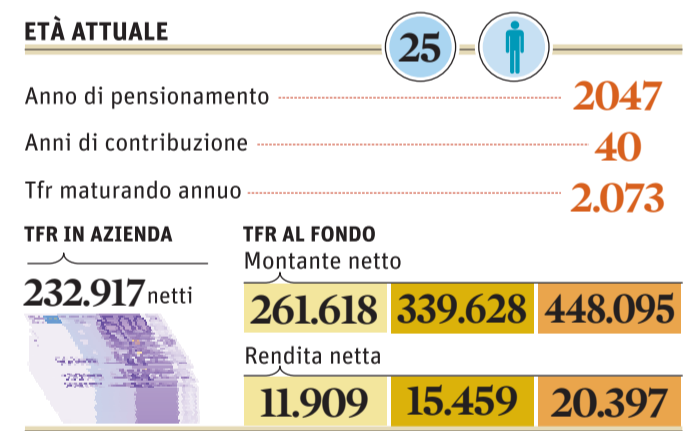 ETÀ ATTUALE 25
Anno di pensionamento 2047
Anni di contribuzione 40
Tfr maturando annuo 2.073
TFR IN AZIENDA
232.917 netti
TFR AL FONDO
Montante netto
261.618 339.628 448.095
Rendita netta
11.909 15.459 20.397